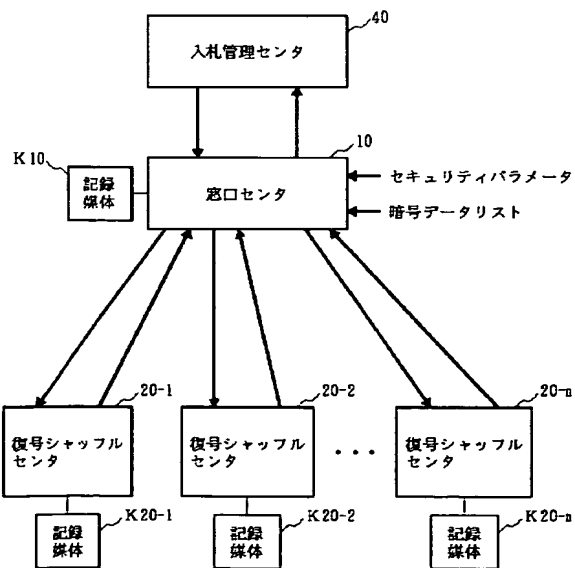 40
入札管理センタ
10
K10
記録
媒体
窓口センタ
セキュリティパラメータ
暗号データリスト
20-1
20-2
20-n
復号シャッフル
センタ
復号シャッフル
センタ
・・・
復号シャッフル
センタ
記録
媒体
K20-1
記録
媒体
K20-2
記録
媒体
K20-n